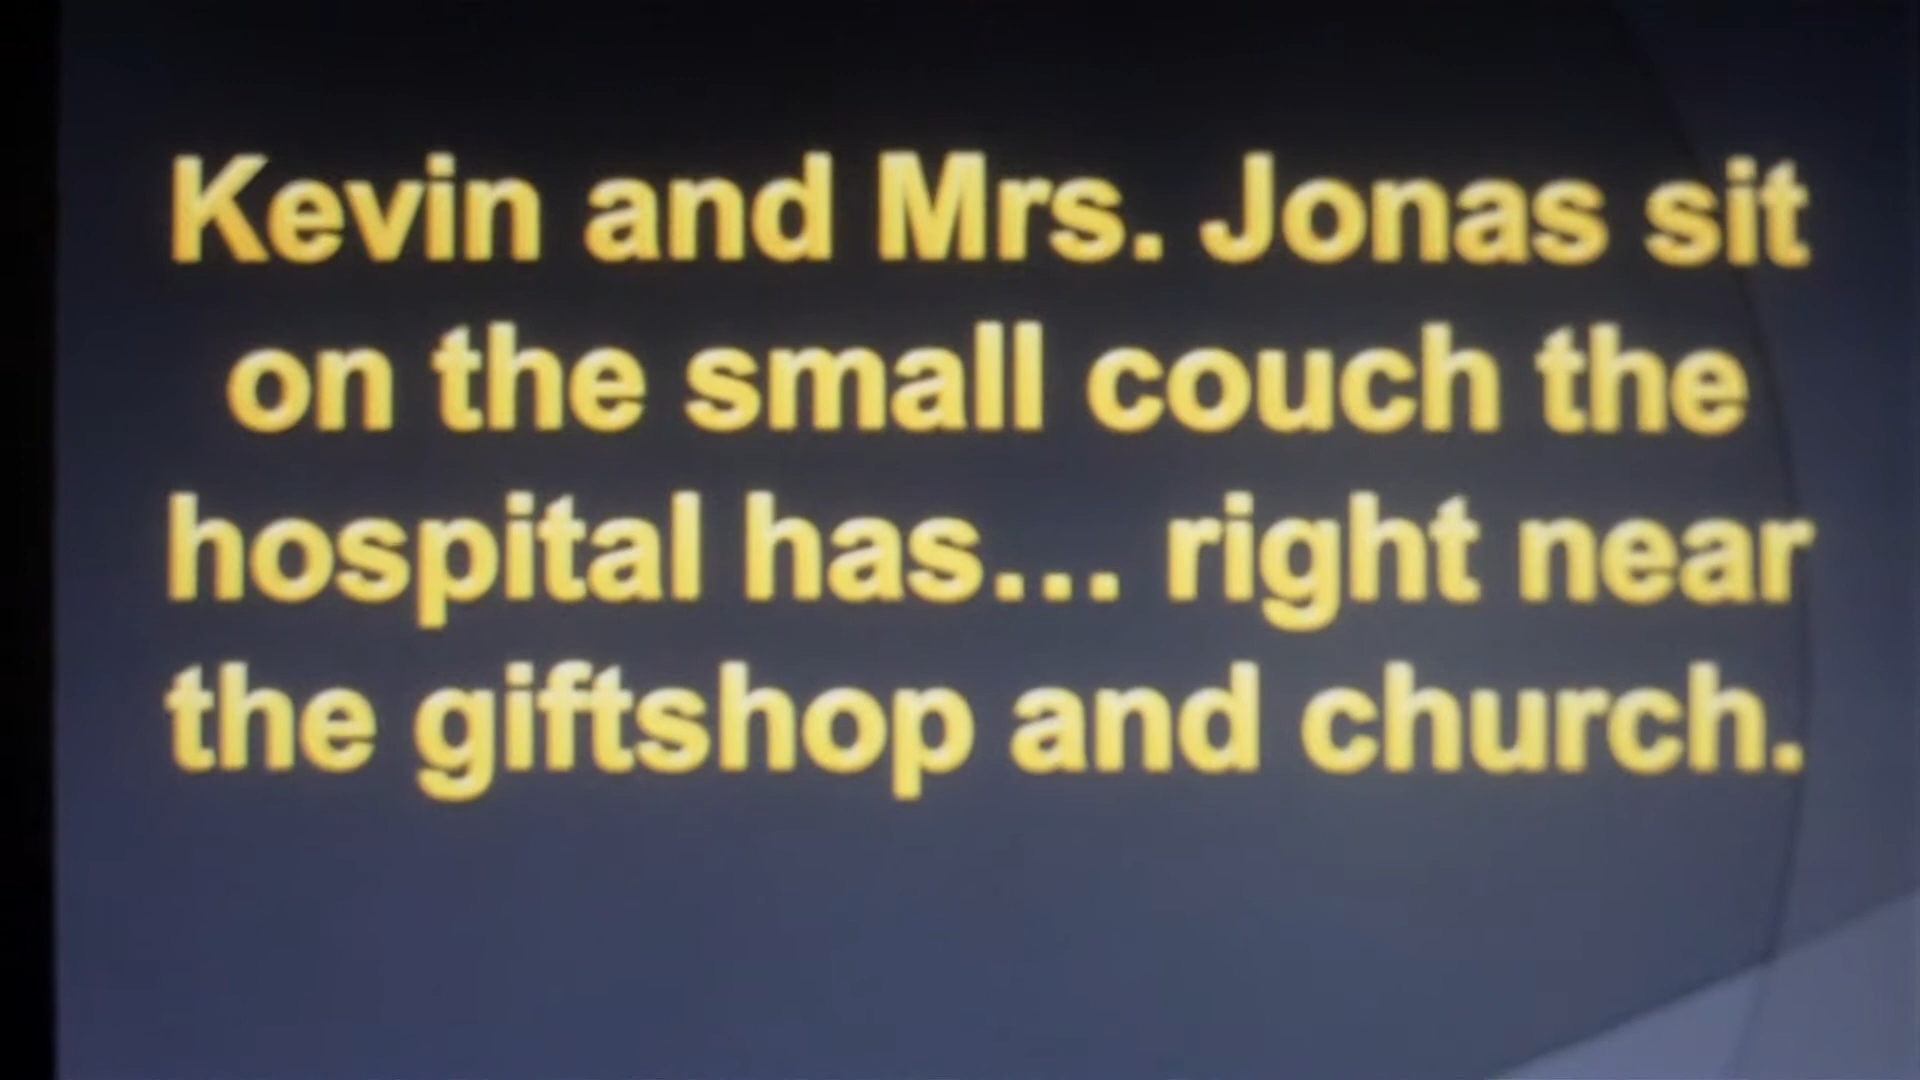 Kevin and Mrs. Jonas sit
on the small couch the
hospital has... right near
the giftshop and church.